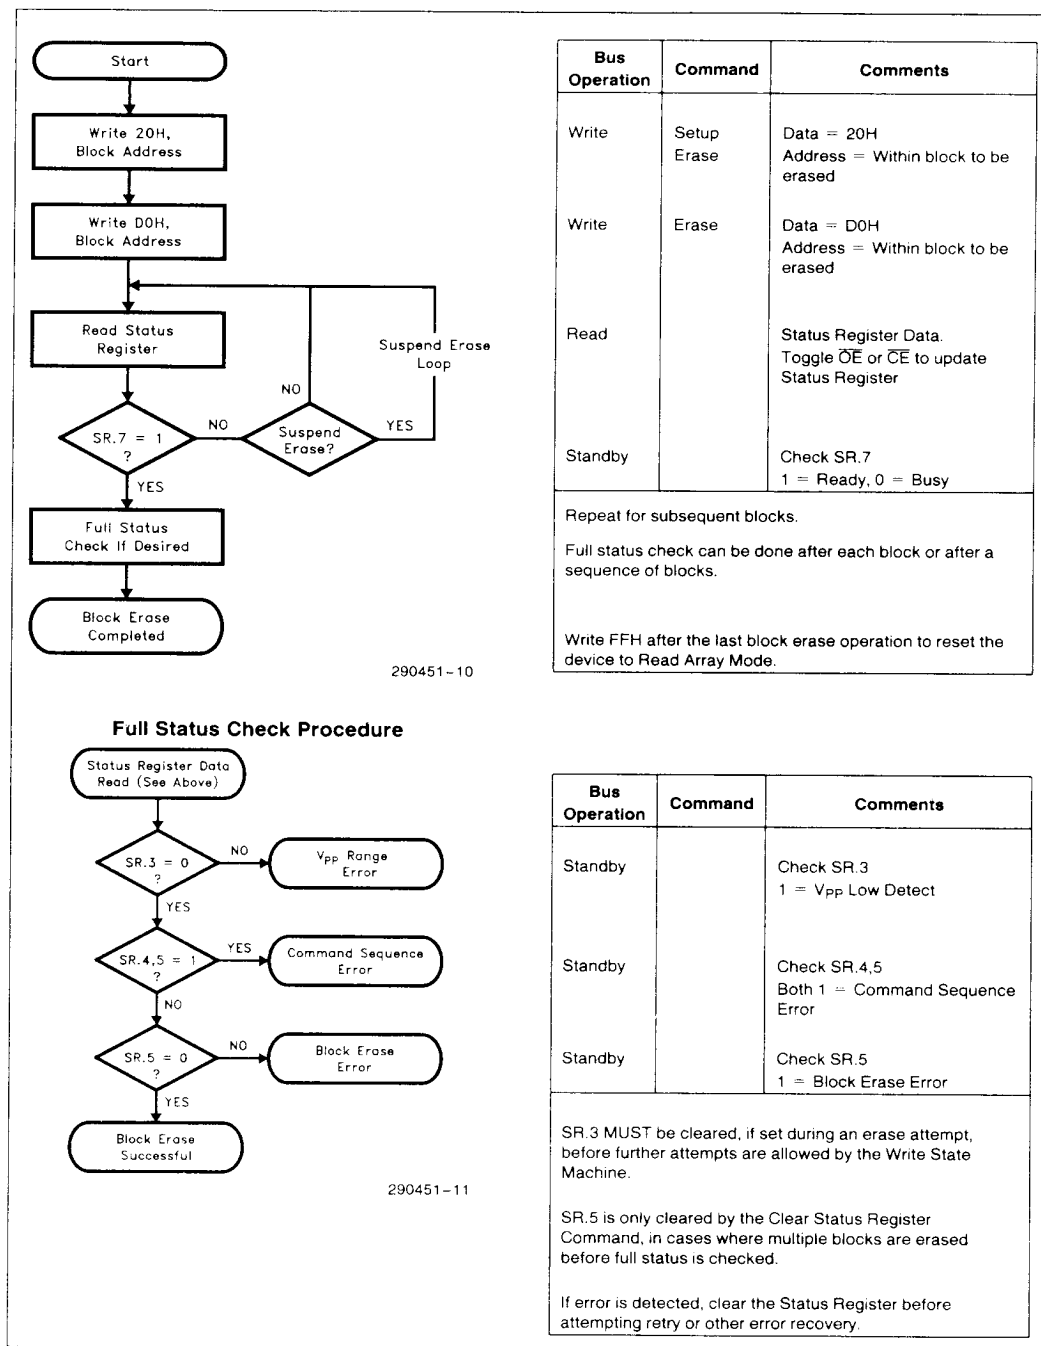 Start
Write 20H,
Block Address
Write D0H,
Block Address
Read Status
Register
Suspend Erase
Loop
NO
SR.7 = 1
?
NO
Suspend
Erase?
YES
YES
Full Status
Check If Desired
Block Erase
Completed
290451-10
Bus
Operation
Command
Comments
Write
Setup
Erase
Data = 20H
Address = Within block to be
erased
Write
Erase
Data = D0H
Address = Within block to be
erased
Read
Status Register Data.
Toggle O̅E̅ or C̅E̅ to update
Status Register
Standby
Check SR.7
1 = Ready, 0 = Busy
Repeat for subsequent blocks.
Full status check can be done after each block or after a
sequence of blocks.
Write FFH after the last block erase operation to reset the
device to Read Array Mode.
Full Status Check Procedure
Status Register Data
Read (See Above)
SR.3 = 0
?
NO
VPP Range
Error
YES
SR.4,5 = 1
?
YES
Command Sequence
Error
NO
SR.5 = 0
?
NO
Block Erase
Error
YES
Block Erase
Successful
290451-11
Bus
Operation
Command
Comments
Standby
Check SR.3
1 = VPP Low Detect
Standby
Check SR.4,5
Both 1 = Command Sequence
Error
Standby
Check SR.5
1 = Block Erase Error
SR.3 MUST be cleared, if set during an erase attempt,
before further attempts are allowed by the Write State
Machine.
SR.5 is only cleared by the Clear Status Register
Command, in cases where multiple blocks are erased
before full status is checked.
If error is detected, clear the Status Register before
attempting retry or other error recovery.